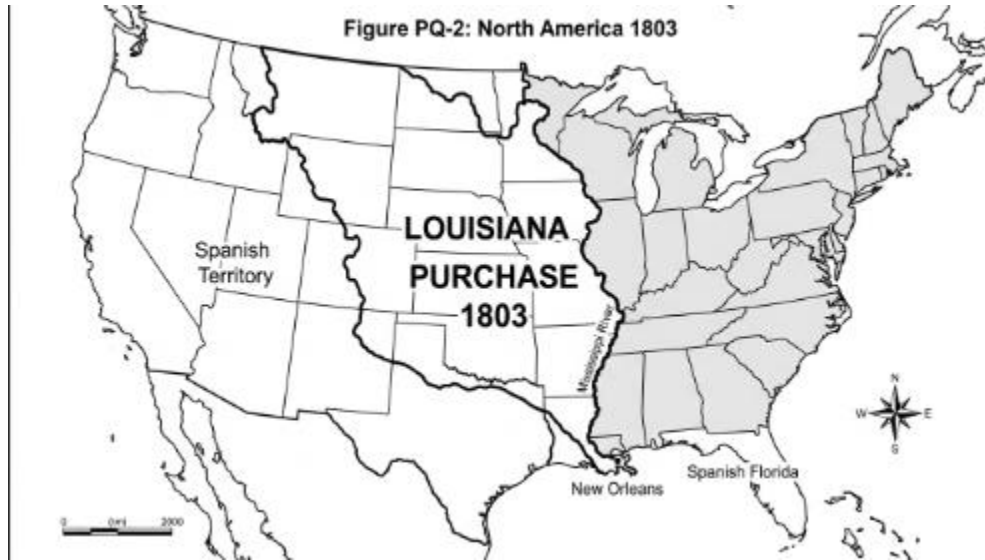 Figure PQ-2: North America 1803
LOUISIANA
PURCHASE
1803
Spanish
Territory
Mississippi River
N
W
E
S
Spanish Florida
New Orleans
0 (mi) 2000